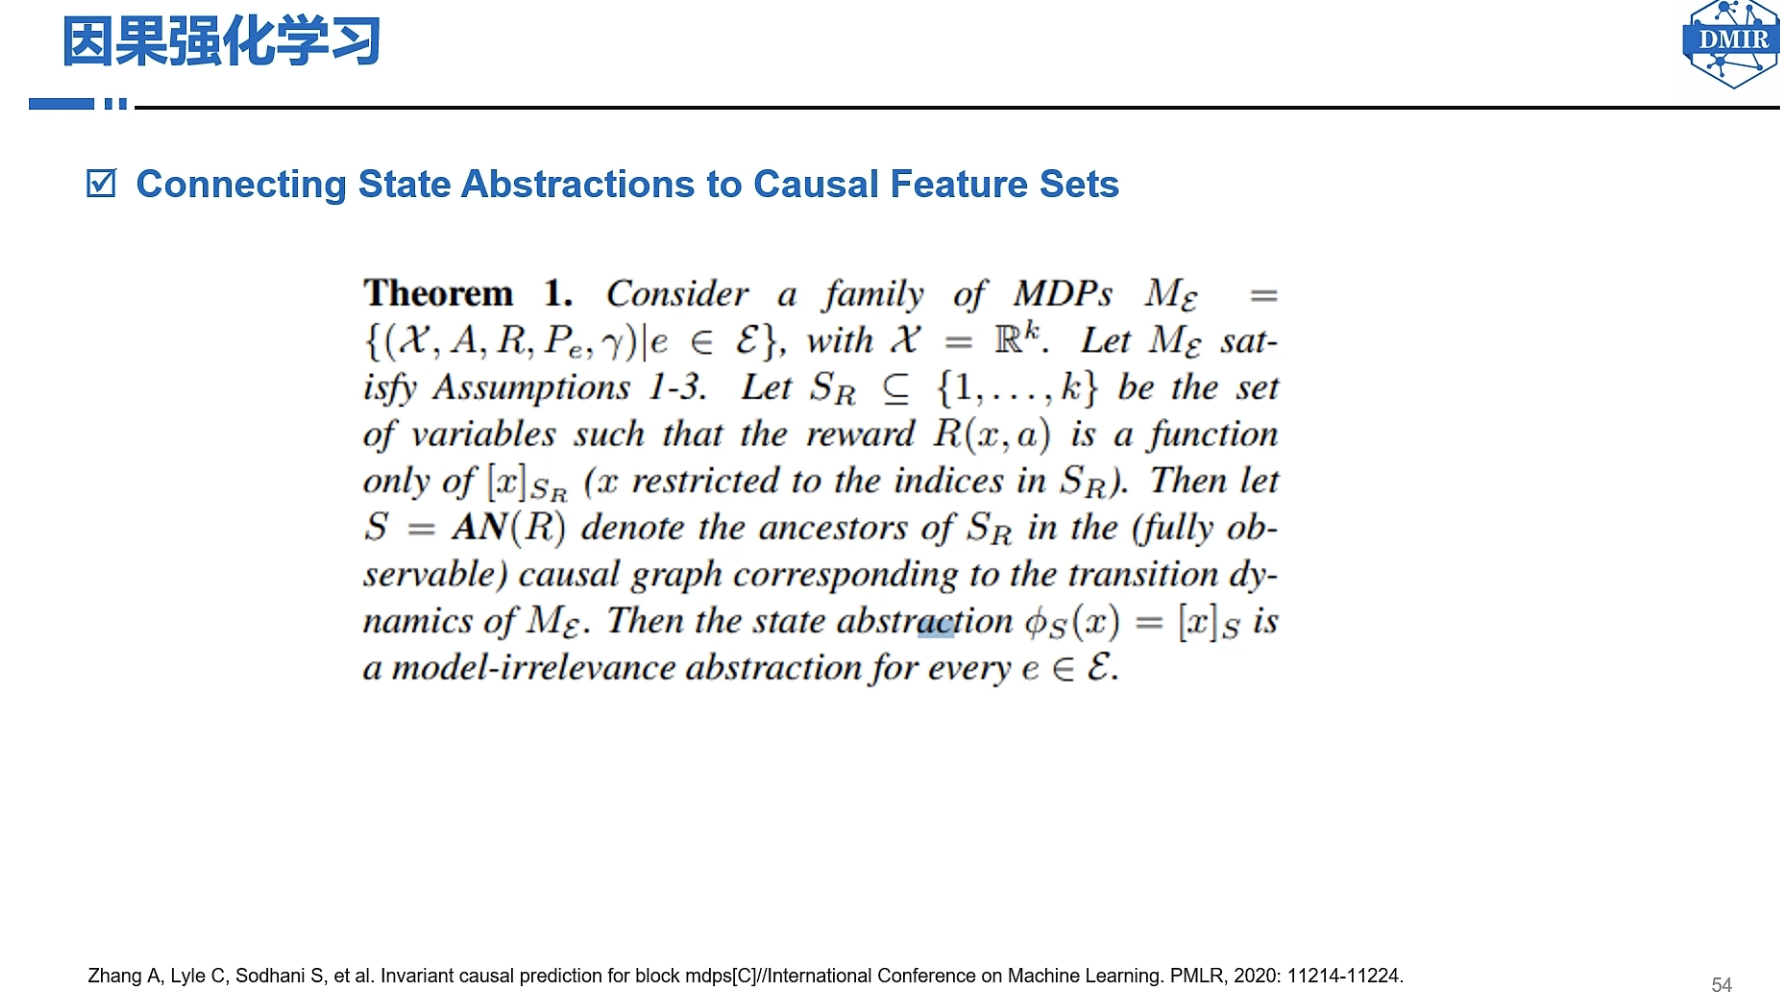 因果强化学习
DMIR
Connecting State Abstractions to Causal Feature Sets
Theorem 1. Consider a family of MDPs $M_{\mathcal{E}}$ =
$\{(\mathcal{X}, A, R, P_e, \gamma)|e \in \mathcal{E}\}$, with $\mathcal{X} = \mathbb{R}^k$. Let $M_{\mathcal{E}}$ sat-
isfy Assumptions 1-3. Let $S_R \subseteq \{1, \ldots, k\}$ be the set
of variables such that the reward $R(x, a)$ is a function
only of $[x]_{S_R}$ ($x$ restricted to the indices in $S_R$). Then let
$S$ = AN($R$) denote the ancestors of $S_R$ in the (fully ob-
servable) causal graph corresponding to the transition dy-
namics of $M_{\mathcal{E}}$. Then the state abstraction $\phi_S(x) = [x]_S$ is
a model-irrelevance abstraction for every $e \in \mathcal{E}$.
Zhang A, Lyle C, Sodhani S, et al. Invariant causal prediction for block mdps[C]//International Conference on Machine Learning. PMLR, 2020: 11214-11224.
54